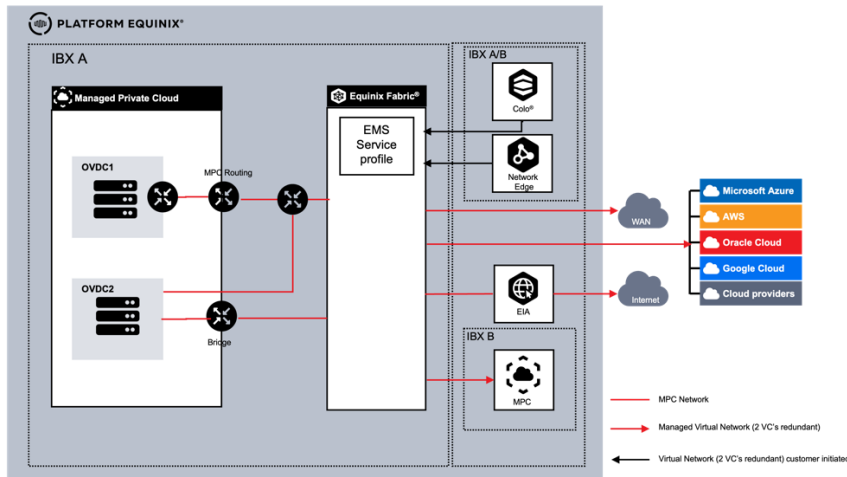 PLATFORM EQUINIX®
IBX A
Managed Private Cloud
OVDC1
MPC Routing
OVDC2
Bridge
Equinix Fabric®
EMS
Service
profile
IBX A/B
Colo®
Network
Edge
WAN
EIA
Internet
IBX B
MPC
Microsoft Azure
AWS
Oracle Cloud
Google Cloud
Cloud providers
MPC Network
Managed Virtual Network (2 VC's redundant)
Virtual Network (2 VC's redundant) customer initiated